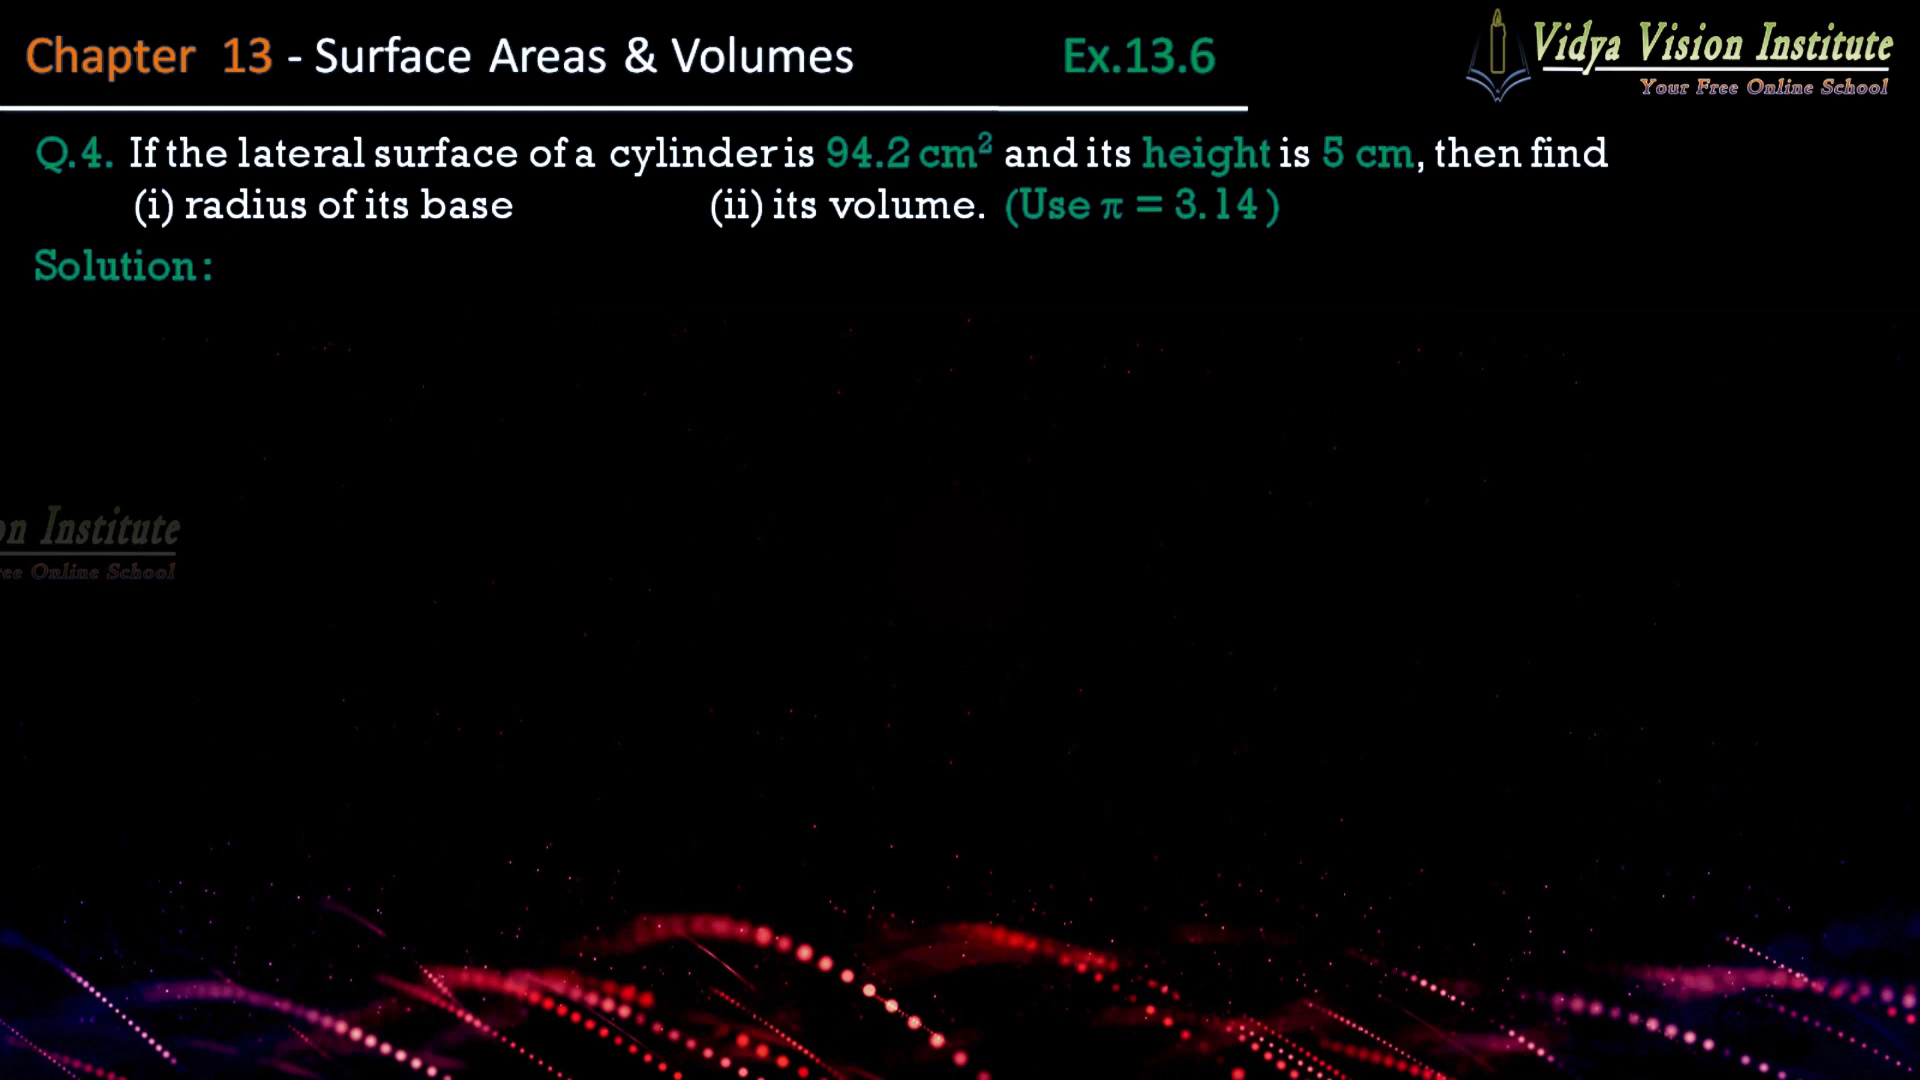 Chapter 13 - Surface Areas & Volumes Ex.13.6
Vidya Vision Institute
Your Free Online School
Q.4. If the lateral surface of a cylinder is 94.2 cm² and its height is 5 cm, then find
(i) radius of its base (ii) its volume. (Use π = 3.14)
Solution:
on Institute
ree Online School